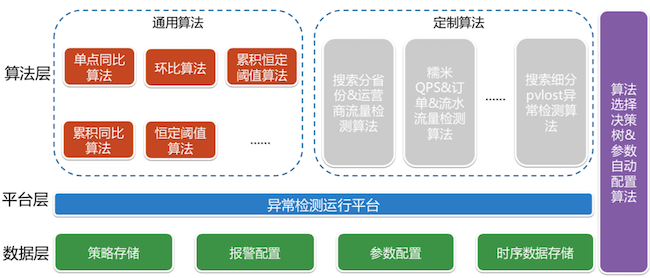 通用算法
定制算法
算法层
单点同比
算法
环比算法
累积恒定
阈值算法
累积同比
算法
恒定阈值
算法
......
搜索分省
份&运营
商流量检
测算法
糯米
QPS&订
单&流水
流量检测
算法
......
搜索细分
pvlost异
常检测算
法
算法
选择
决策
树&
参数
自动
配置
算法
平台层
异常检测运行平台
数据层
策略存储
报警配置
参数配置
时序数据存储